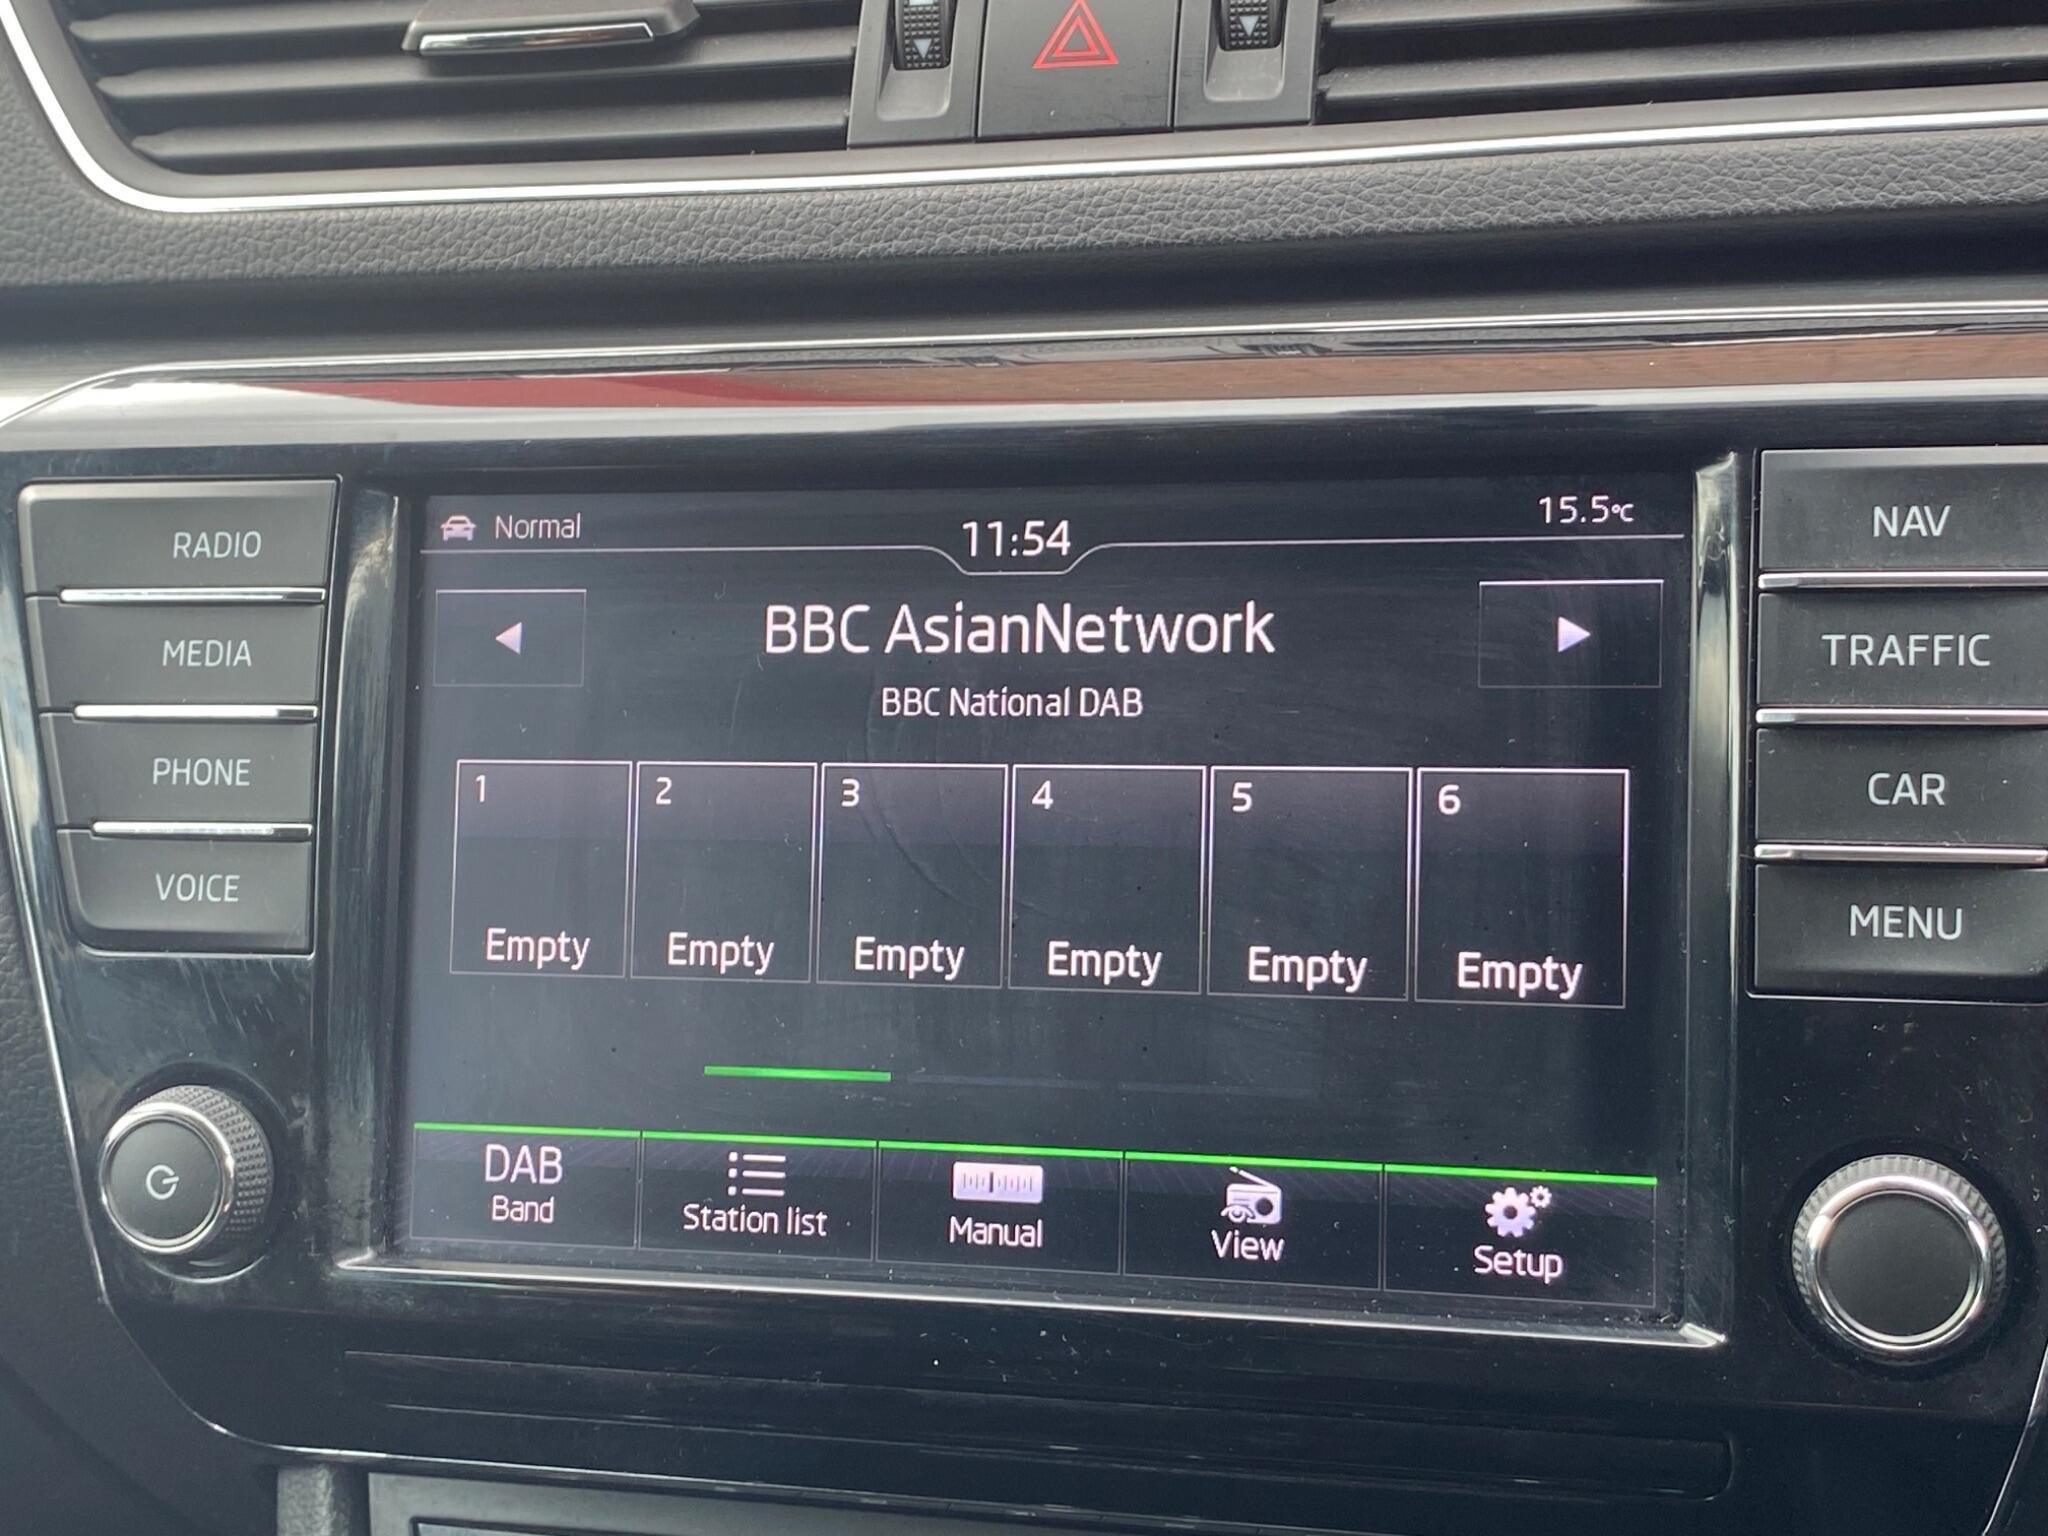 Normal
11:54
15.5°C
RADIO
MEDIA
PHONE
VOICE
BBC AsianNetwork
BBC National DAB
1
2
3
4
5
6
Empty
Empty
Empty
Empty
Empty
Empty
DAB
Band
Station list
Manual
View
Setup
NAV
TRAFFIC
CAR
MENU